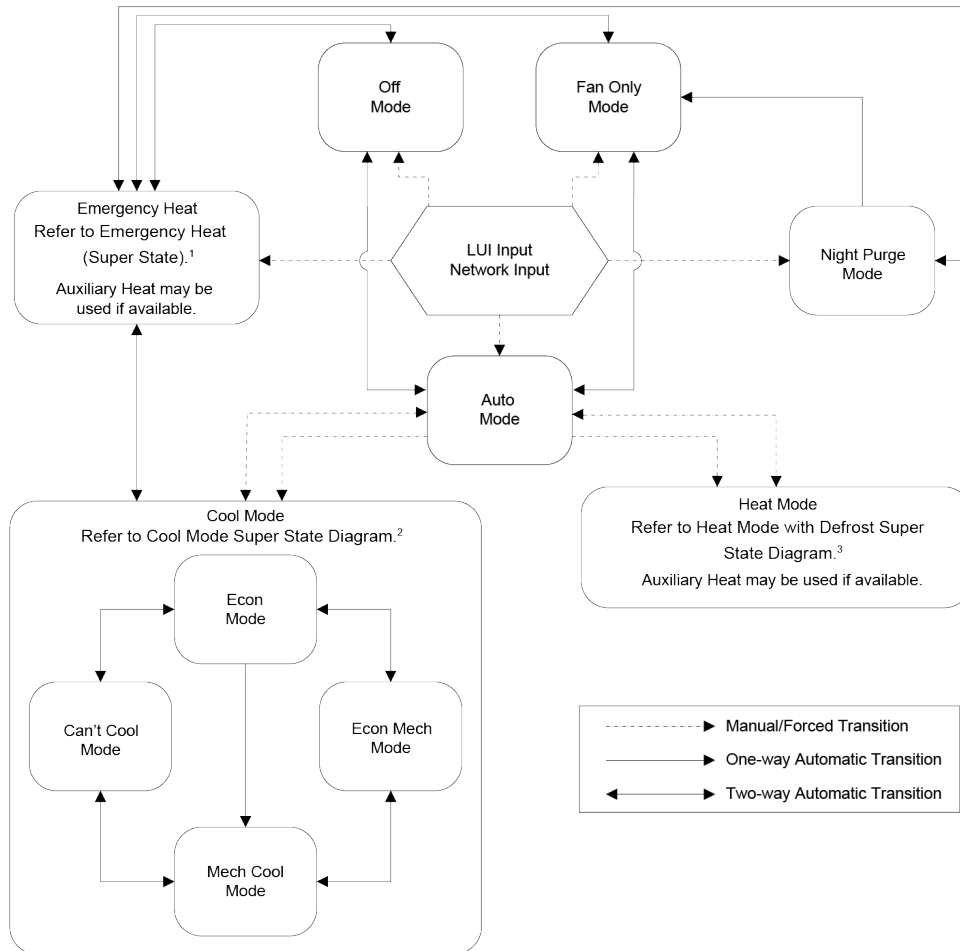 Off
Mode
Fan Only
Mode
Emergency Heat
Refer to Emergency Heat
(Super State).¹
Auxiliary Heat may be
used if available.
LUI Input
Network Input
Night Purge
Mode
Auto
Mode
Cool Mode
Refer to Cool Mode Super State Diagram.²
Heat Mode
Refer to Heat Mode with Defrost Super
State Diagram.³
Auxiliary Heat may be used if available.
Econ
Mode
Can't Cool
Mode
Econ Mech
Mode
Mech Cool
Mode
Manual/Forced Transition
One-way Automatic Transition
Two-way Automatic Transition